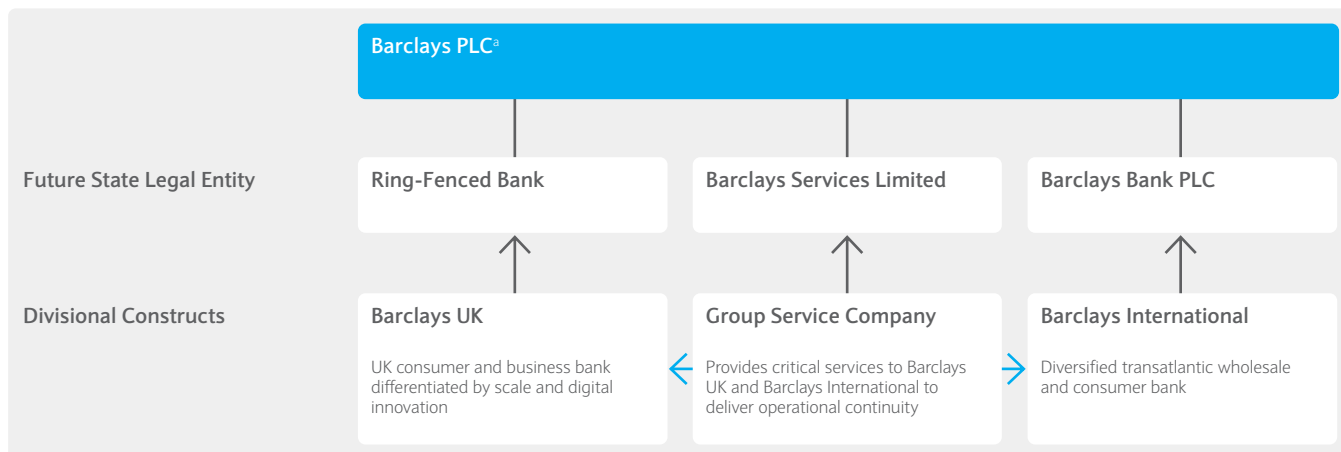 Barclays PLCª
Future State Legal Entity
Ring-Fenced Bank
Barclays Services Limited
Barclays Bank PLC
Divisional Constructs
Barclays UK
UK consumer and business bank
differentiated by scale and digital
innovation
Group Service Company
Provides critical services to Barclays
UK and Barclays International to
deliver operational continuity
Barclays International
Diversified transatlantic wholesale
and consumer bank